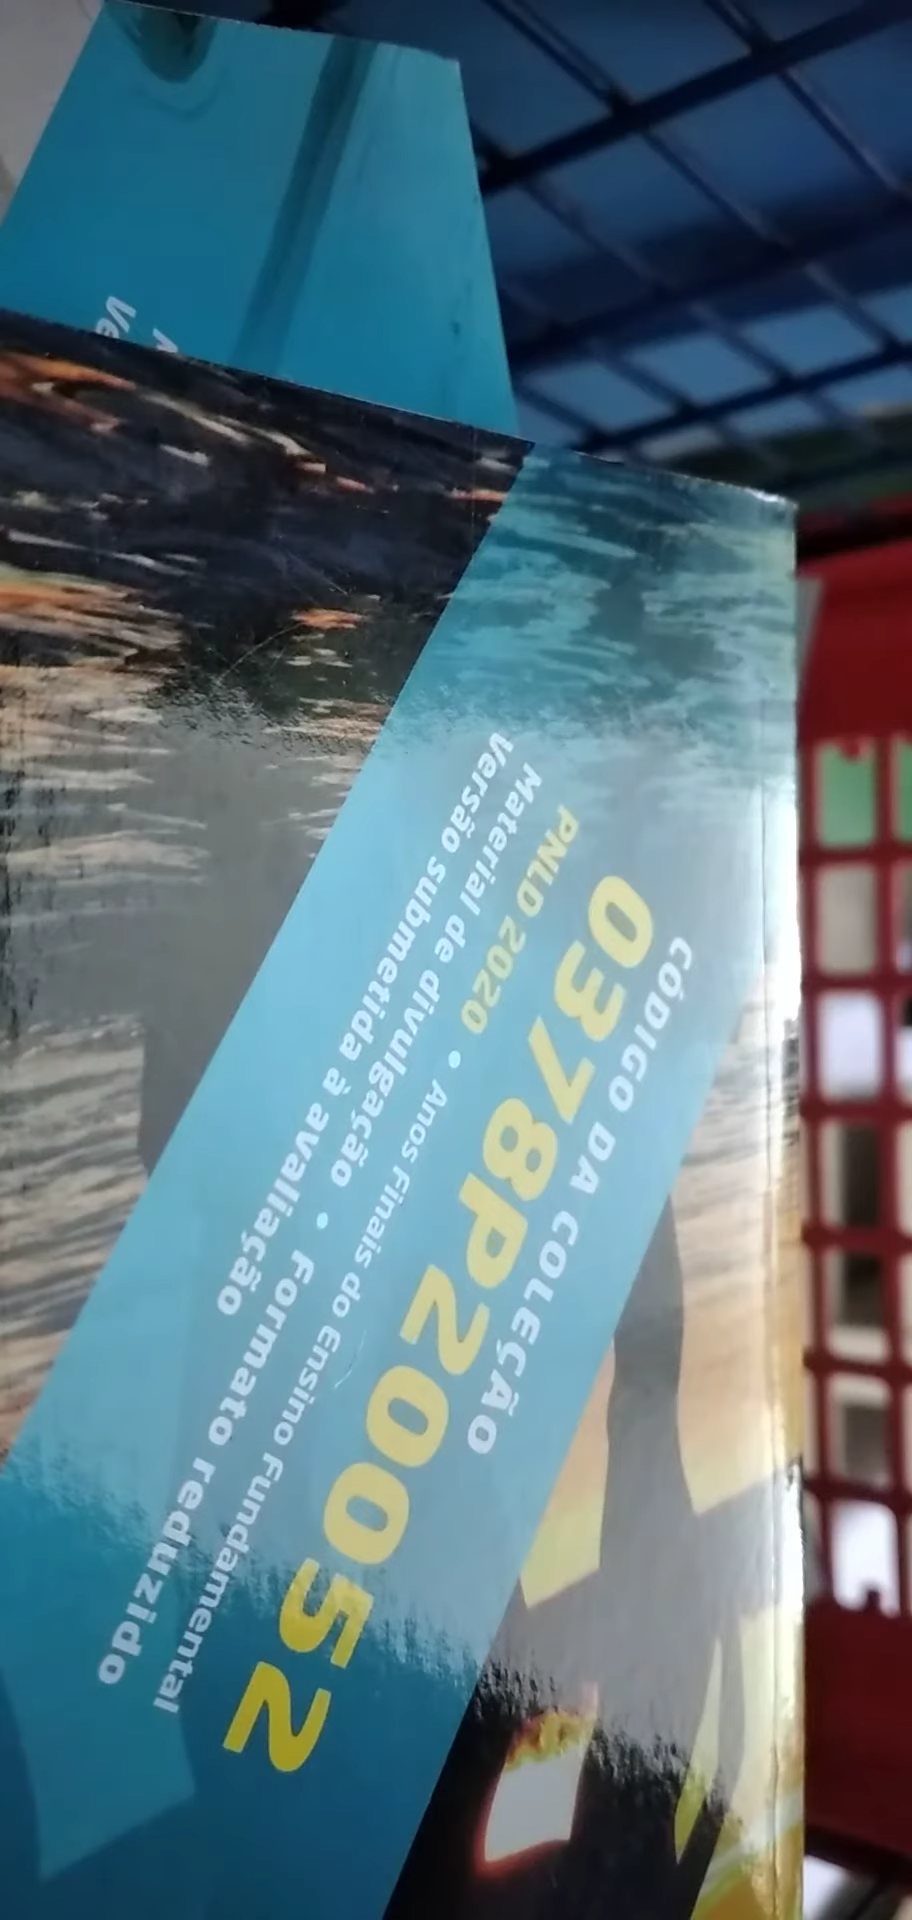 CÓDIGO DA COLEÇÃO
0378P20052
PNLD 2020 • Anos Finais do Ensino Fundamental
Material de divulgação • Formato reduzido
Versão submetida à avaliação